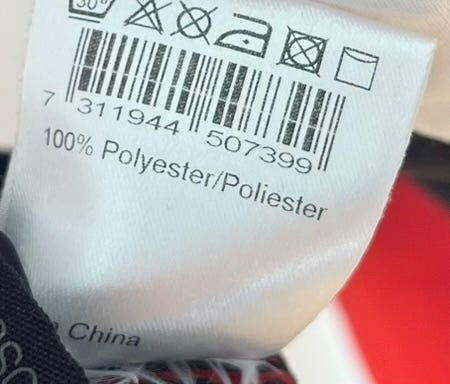 30°
7 311944 507399
100% Polyester/Poliester
China